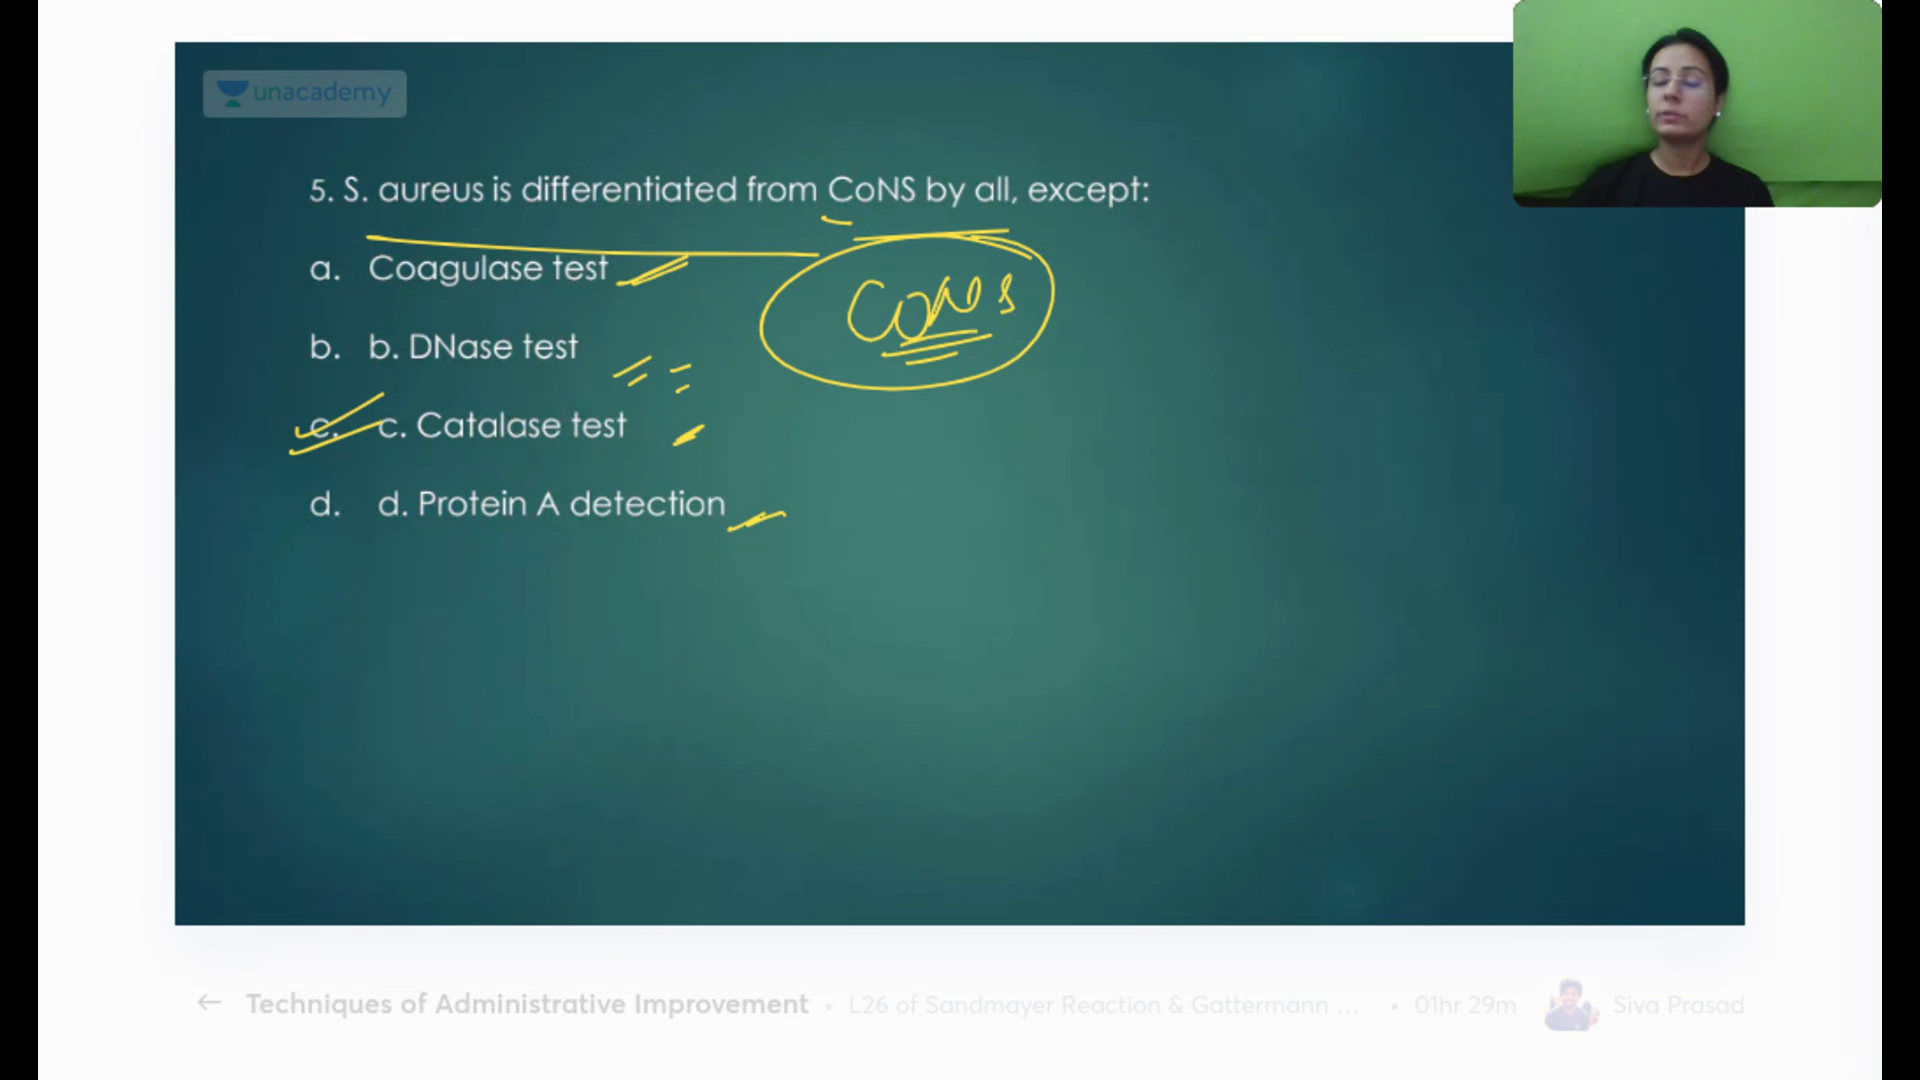 unacademy
5. S. aureus is differentiated from CoNS by all, except:
a. Coagulase test
CoNS
b. b. DNase test
c. c. Catalase test
d. d. Protein A detection
← Techniques of Administrative Improvement • L26 of Sandmayer Reaction & Gattermann ... • 01hr 29m Siva Prasad